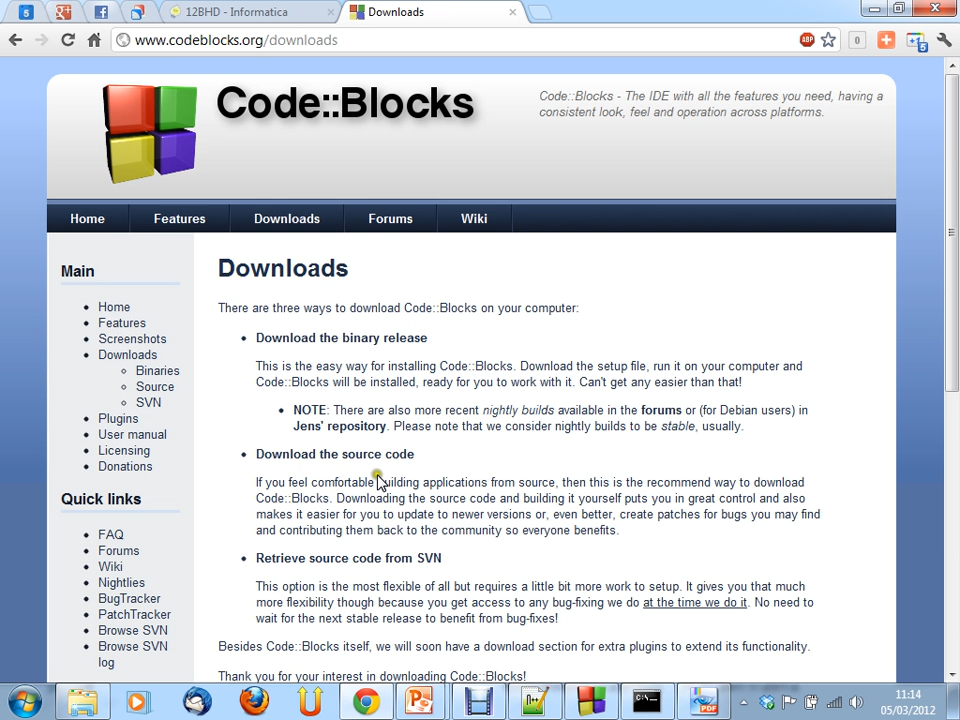 5
12BHD - Informatica
Downloads
www.codeblocks.org/downloads
ABP
0
+1
5
Code::Blocks
Code::Blocks - The IDE with all the features you need, having a
consistent look, feel and operation across platforms.
Home
Features
Downloads
Forums
Wiki
Main
Home
Features
Screenshots
Downloads
Binaries
Source
SVN
Plugins
User manual
Licensing
Donations
Quick links
FAQ
Forums
Wiki
Nightlies
BugTracker
PatchTracker
Browse SVN
Browse SVN
log
Downloads
There are three ways to download Code::Blocks on your computer:
Download the binary release
This is the easy way for installing Code::Blocks. Download the setup file, run it on your computer and
Code::Blocks will be installed, ready for you to work with it. Can't get any easier than that!
NOTE: There are also more recent nightly builds available in the forums or (for Debian users) in
Jens' repository. Please note that we consider nightly builds to be stable, usually.
Download the source code
If you feel comfortable building applications from source, then this is the recommend way to download
Code::Blocks. Downloading the source code and building it yourself puts you in great control and also
makes it easier for you to update to newer versions or, even better, create patches for bugs you may find
and contributing them back to the community so everyone benefits.
Retrieve source code from SVN
This option is the most flexible of all but requires a little bit more work to setup. It gives you that much
more flexibility though because you get access to any bug-fixing we do at the time we do it. No need to
wait for the next stable release to benefit from bug-fixes!
Besides Code::Blocks itself, we will soon have a download section for extra plugins to extend its functionality.
Thank you for your interest in downloading Code::Blocks!
PDF
11:14
05/03/2012